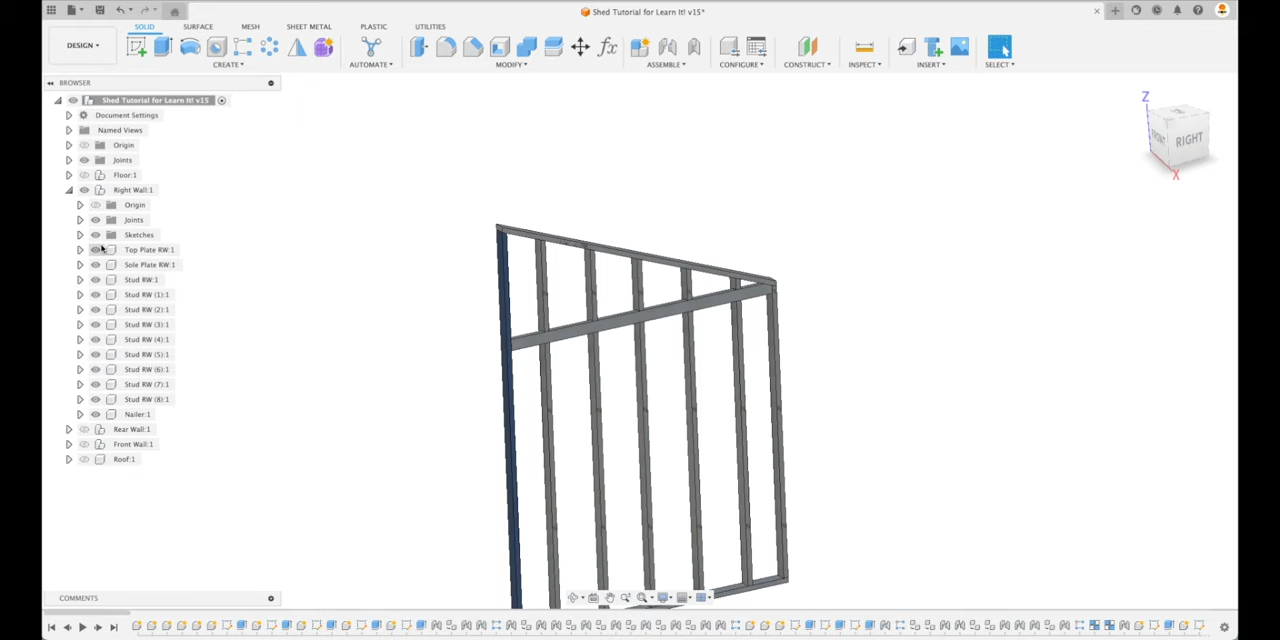 Shed Tutorial for Learn It! v15*
DESIGN
SOLID SURFACE MESH SHEET METAL PLASTIC UTILITIES
CREATE AUTOMATE MODIFY ASSEMBLE CONFIGURE CONSTRUCT INSPECT INSERT SELECT
BROWSER
Shed Tutorial for Learn It! v15
Document Settings
Named Views
Origin
Joints
Floor:1
Right Wall:1
Origin
Joints
Sketches
Top Plate RW:1
Sole Plate RW:1
Stud RW:1
Stud RW (1):1
Stud RW (2):1
Stud RW (3):1
Stud RW (4):1
Stud RW (5):1
Stud RW (6):1
Stud RW (7):1
Stud RW (8):1
Nailer:1
Rear Wall:1
Front Wall:1
Roof:1
Z
FRONT
RIGHT
X
COMMENTS